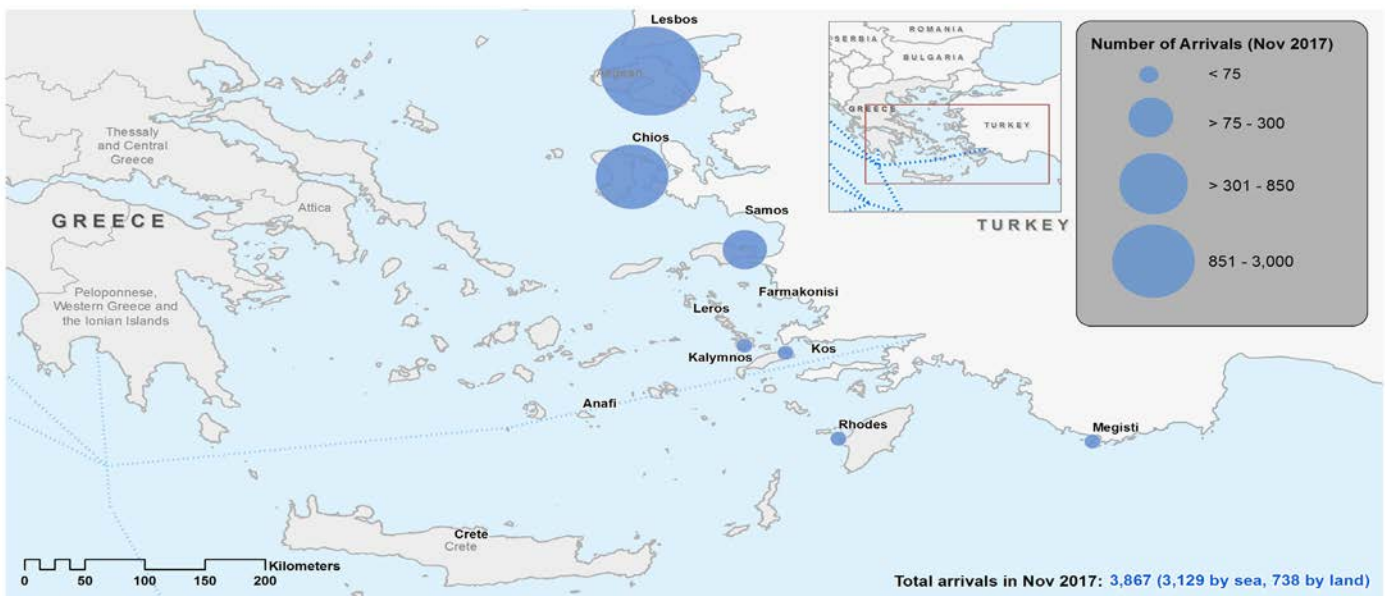 Lesbos
Aegean
Chios
Samos
Thessaly
and Central
Greece
GREECE
Attica
Peloponnese,
Western Greece and
the Ionian Islands
Farmakonisi
Leros
Kalymnos
Kos
Anafi
Rhodes
Megisti
Crete
Crete
TURKEY
ROMANIA
SERBIA
BULGARIA
GREECE
TURKEY
Number of Arrivals (Nov 2017)
< 75
> 75 - 300
> 301 - 850
851 - 3,000
Kilometers
0 50 100 150 200
Total arrivals in Nov 2017: 3,867 (3,129 by sea, 738 by land)